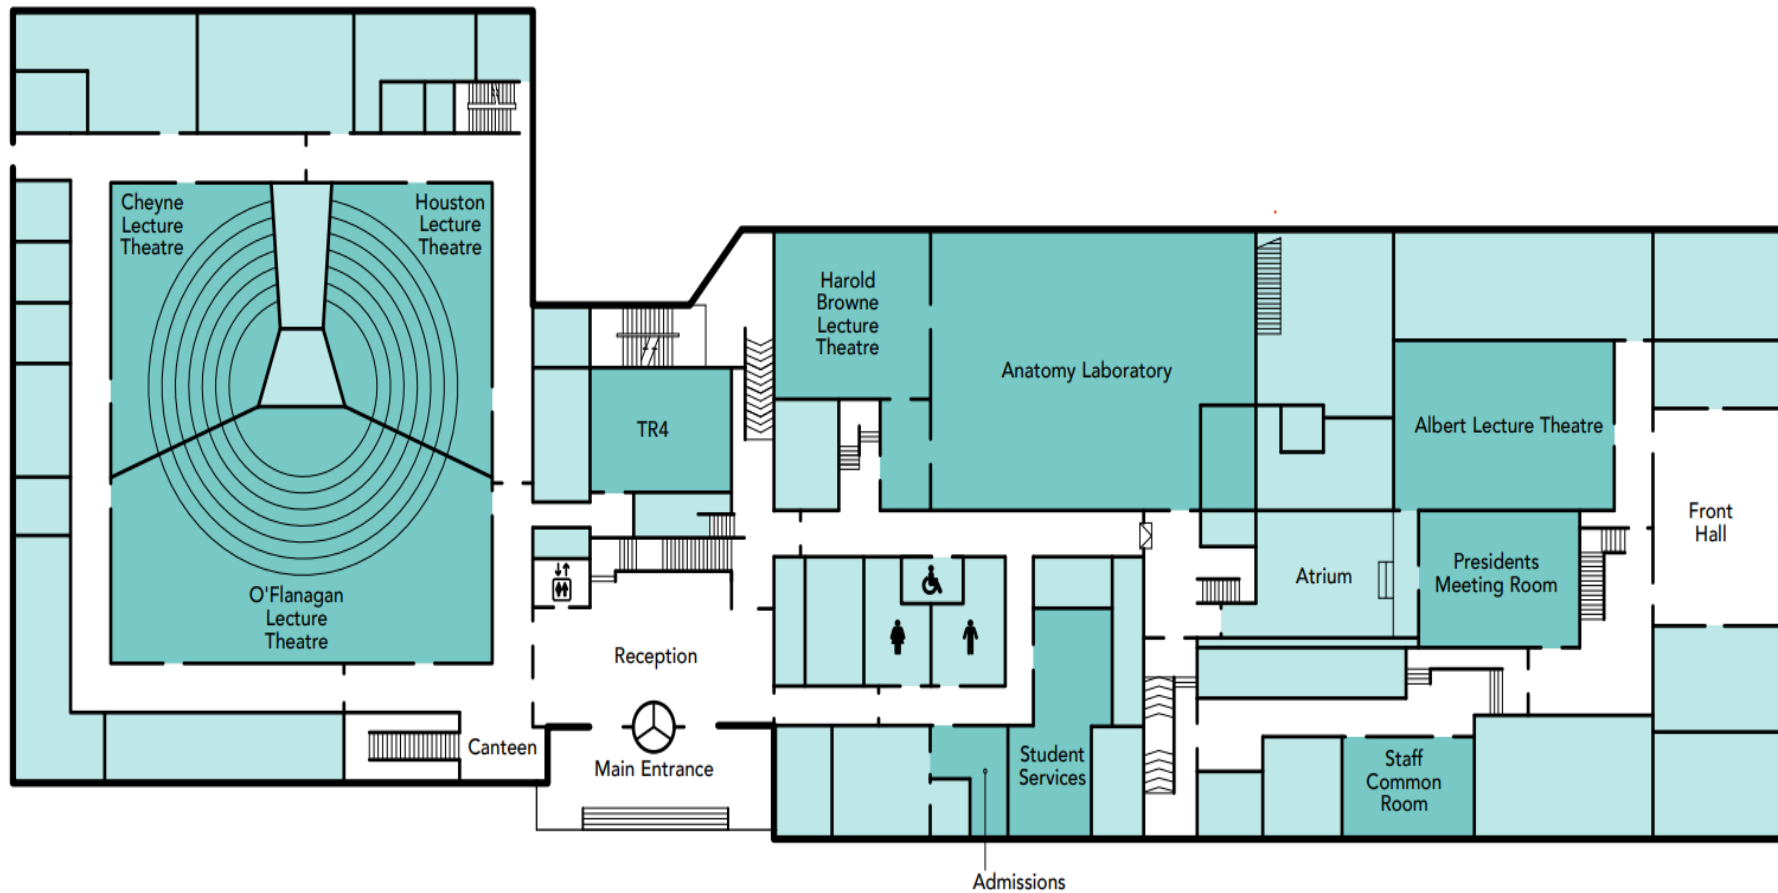 Cheyne
Lecture
Theatre
Houston
Lecture
Theatre
O'Flanagan
Lecture
Theatre
TR4
Harold
Browne
Lecture
Theatre
Anatomy Laboratory
Albert Lecture Theatre
Front
Hall
Presidents
Meeting Room
Atrium
Reception
Canteen
Main Entrance
Student
Services
Staff
Common
Room
Admissions